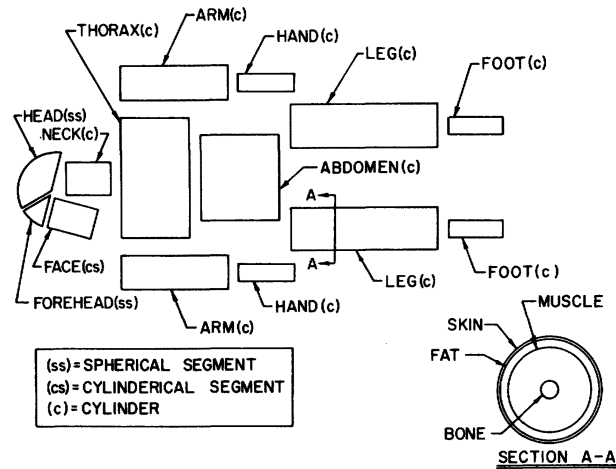 ARM(c)
THORAX(c)
HAND(c)
LEG(c)
FOOT(c)
HEAD(ss)
NECK(c)
ABDOMEN(c)
A
A
FACE(cs)
FOOT(c)
FOREHEAD(ss)
HAND(c)
LEG(c)
ARM(c)
MUSCLE
SKIN
FAT
BONE
SECTION A-A
(ss)=SPHERICAL SEGMENT
(cs)=CYLINDERICAL SEGMENT
(c)=CYLINDER